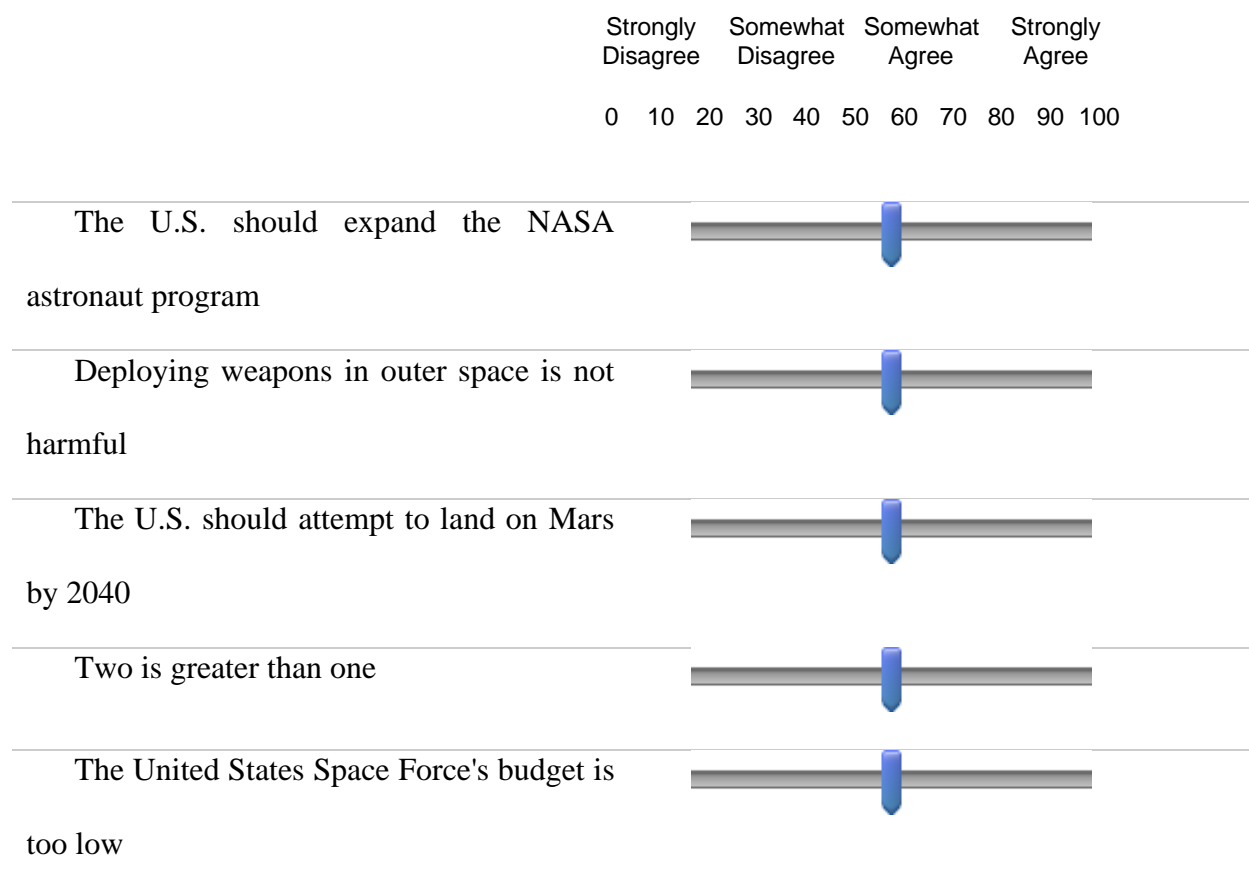 Strongly Disagree Somewhat Disagree Somewhat Agree Strongly Agree
0 10 20 30 40 50 60 70 80 90 100
The U.S. should expand the NASA
astronaut program
Deploying weapons in outer space is not
harmful
The U.S. should attempt to land on Mars
by 2040
Two is greater than one
The United States Space Force's budget is
too low